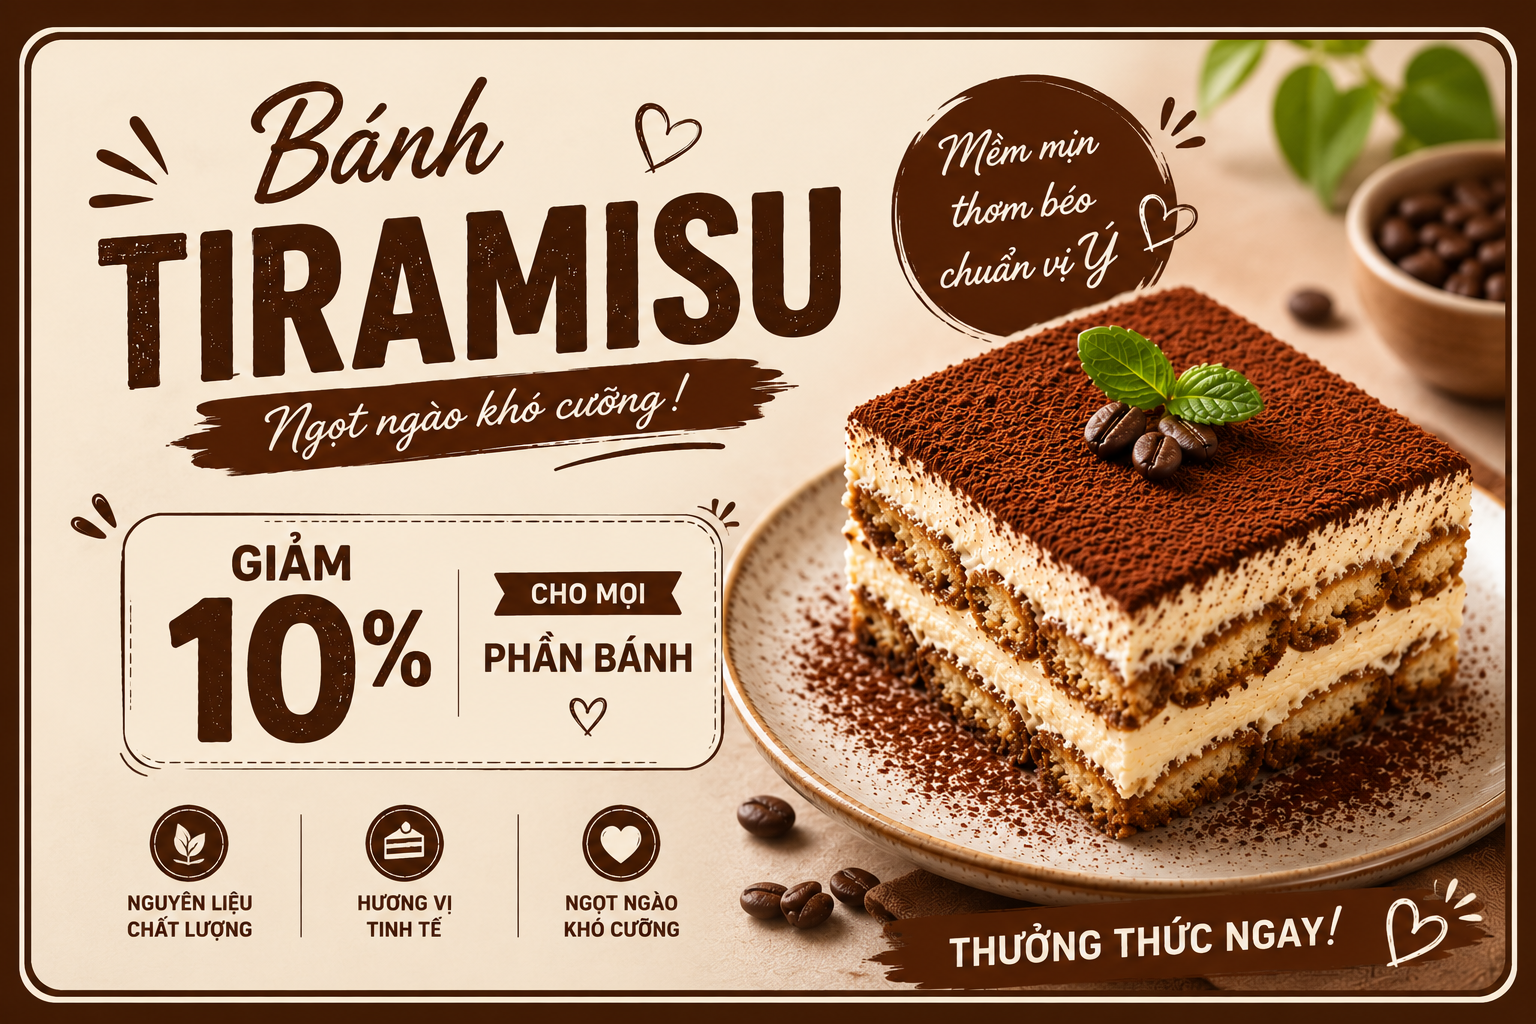 Bánh
TIRAMISU
Ngọt ngào khó cưỡng!
Mềm mịn
thơm béo
chuẩn vị Ý
GIẢM
10%
CHO MỌI
PHẦN BÁNH
NGUYÊN LIỆU
CHẤT LƯỢNG
HƯƠNG VỊ
TINH TẾ
NGỌT NGÀO
KHÓ CƯỠNG
THƯỞNG THỨC NGAY!